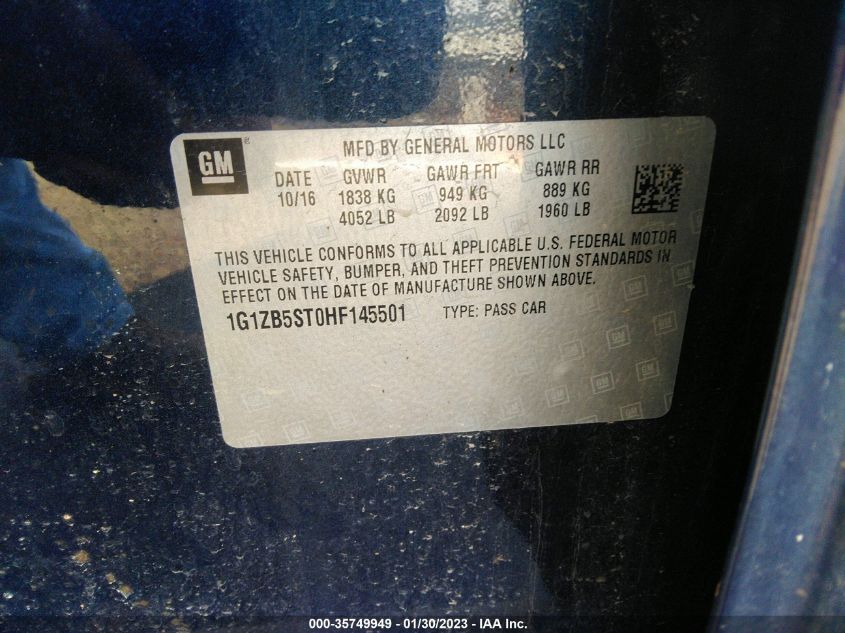 GM
MFD BY GENERAL MOTORS LLC
DATE GVWR GAWR FRT GAWR RR
10/16 1838 KG 949 KG 889 KG
4052 LB 2092 LB 1960 LB
THIS VEHICLE CONFORMS TO ALL APPLICABLE U.S. FEDERAL MOTOR
VEHICLE SAFETY, BUMPER, AND THEFT PREVENTION STANDARDS IN
EFFECT ON THE DATE OF MANUFACTURE SHOWN ABOVE.
1G1ZB5ST0HF145501 TYPE: PASS CAR
000-35749949 - 01/30/2023 - IAA Inc.